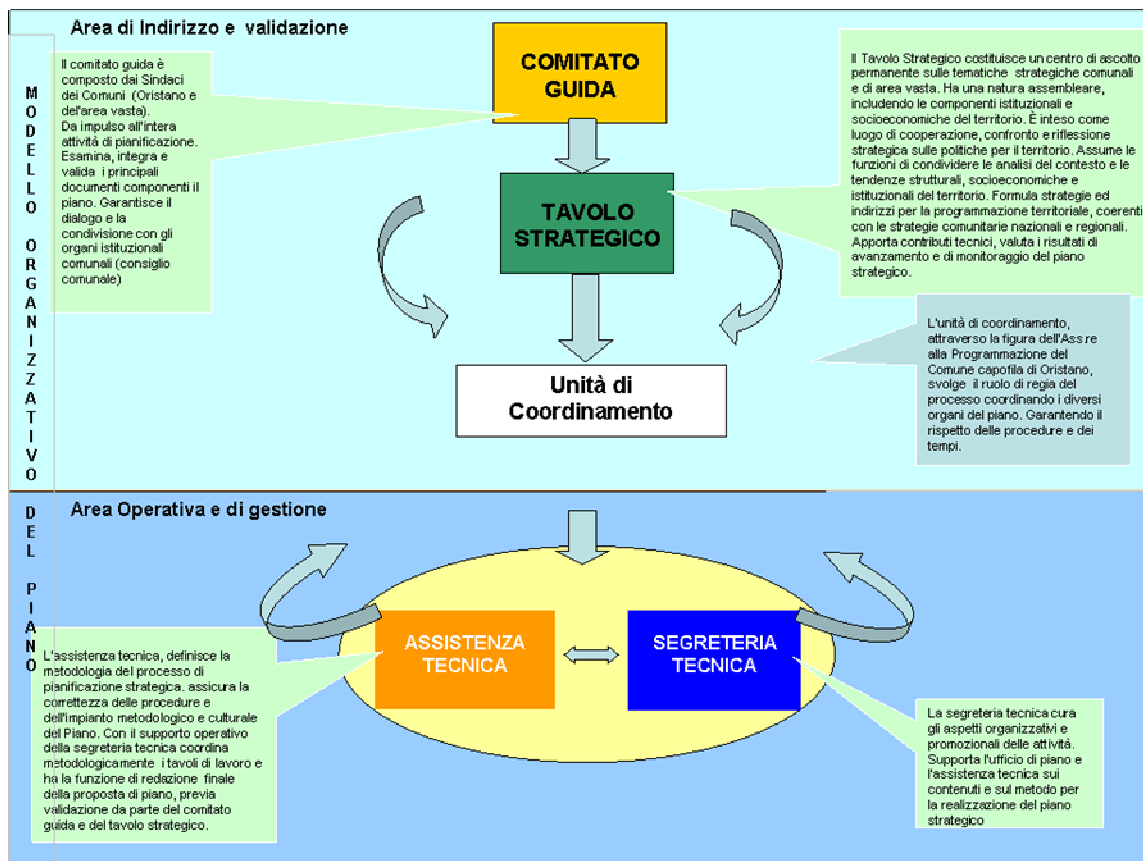 Area di Indirizzo e validazione
MODELLO ORGANIZZATIVO DEL PIANO
Il comitato guida è
composto dai Sindaci
dei Comuni (Oristano e
del'area vasta).
Da impulso all'intera
attività di pianificazione.
Esamina, integra e
valida i principali
documenti componenti il
piano. Garantisce il
dialogo e la
condivisione con gli
organi istituzionali
comunali (consiglio
comunale)
COMITATO
GUIDA
TAVOLO
STRATEGICO
Unità di
Coordinamento
Il Tavolo Strategico costituisce un centro di ascolto
permanente sulle tematiche strategiche comunali
e di area vasta. Ha una natura assembleare,
includendo le componenti istituzionali e
socioeconomiche del territorio. È inteso come
luogo di cooperazione, confronto e riflessione
strategica sulle politiche per il territorio. Assume le
funzioni di condividere le analisi del contesto e le
tendenze strutturali, socioeconomiche e
istituzionali del territorio. Formula strategie ed
indirizzi per la programmazione territoriale, coerenti
con le strategie comunitarie nazionali e regionali.
Apporta contributi tecnici, valuta i risultati di
avanzamento e di monitoraggio del piano
strategico.
L'unità di coordinamento,
attraverso la figura dell'Ass.re
alla Programmazione del
Comune capofila di Oristano,
svolge il ruolo di regia del
processo coordinando i diversi
organi del piano. Garantendo il
rispetto delle procedure e dei
tempi.
Area Operativa e di gestione
ASSISTENZA
TECNICA
SEGRETERIA
TECNICA
L'assistenza tecnica, definisce la
metodologia del processo di
pianificazione strategica. assicura la
correttezza delle procedure e
dell'impianto metodologico e culturale
del Piano. Con il supporto operativo
della segreteria tecnica coordina
metodologicamente i tavoli di lavoro e
ha la funzione di redazione finale
della proposta di piano, previa
validazione da parte del comitato
guida e del tavolo strategico.
La segreteria tecnica cura
gli aspetti organizzativi e
promozionali delle attività.
Supporta l'ufficio di piano e
l'assistenza tecnica sui
contenuti e sul metodo per
la realizzazione del piano
strategico